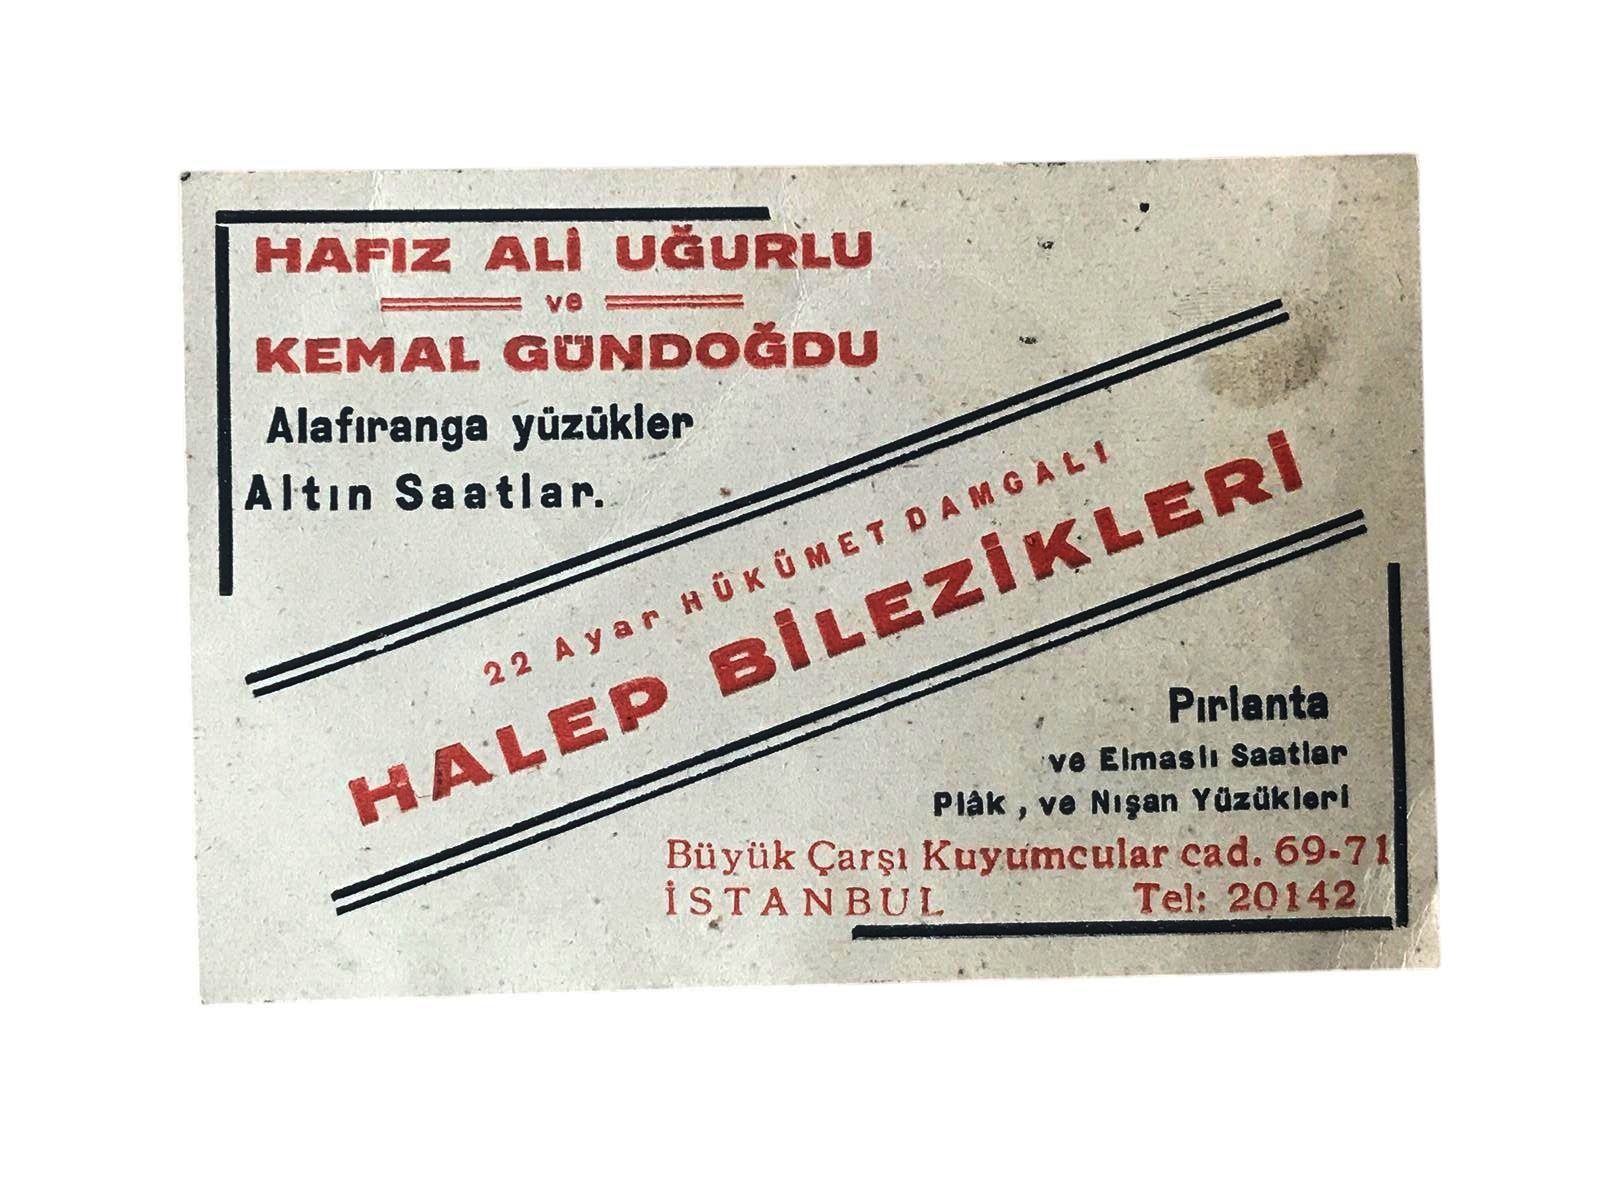 HAFIZ ALİ UĞURLU
ve
KEMAL GÜNDOĞDU
Alafıranga yüzükler
Altın Saatlar.
22 Ayar HÜKÜMET DAMGALI
HALEP BİLEZİKLERİ
Pırlanta
ve Elmaslı Saatlar
Plâk, ve Nışan Yüzükleri
Büyük Çarşı Kuyumcular cad. 69-71
İSTANBUL Tel: 20142